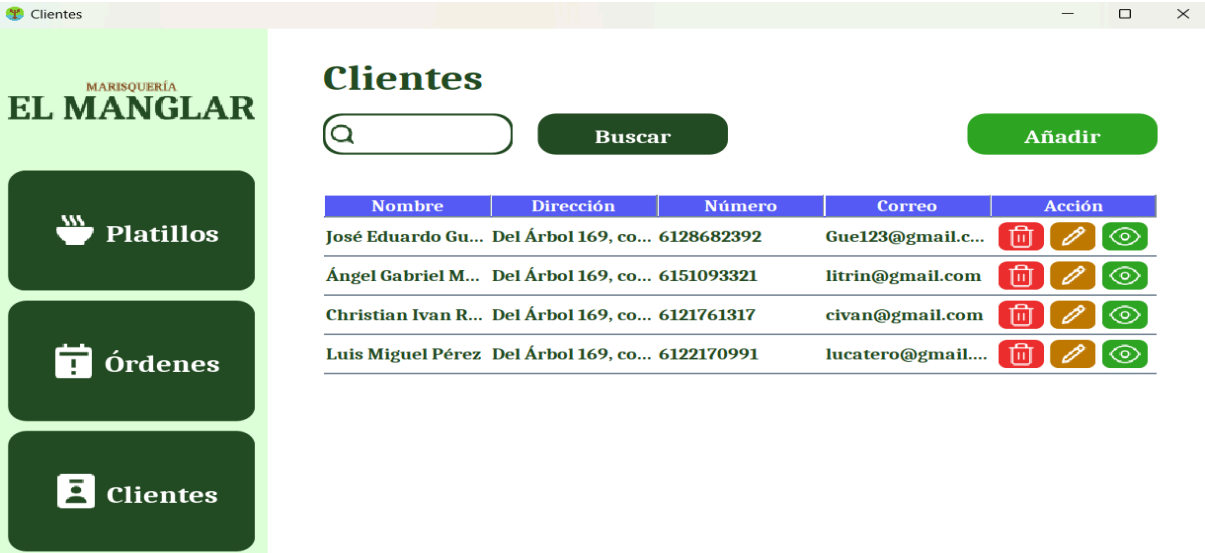 Clientes
MARISQUERÍA
EL MANGLAR
Platillos
Órdenes
Clientes
Clientes
Buscar
Añadir
Nombre Dirección Número Correo Acción
José Eduardo Gu... Del Árbol 169, co... 6128682392 Gue123@gmail.c...
Ángel Gabriel M... Del Árbol 169, co... 6151093321 litrin@gmail.com
Christian Ivan R... Del Árbol 169, co... 6121761317 civan@gmail.com
Luis Miguel Pérez Del Árbol 169, co... 6122170991 lucatero@gmail....